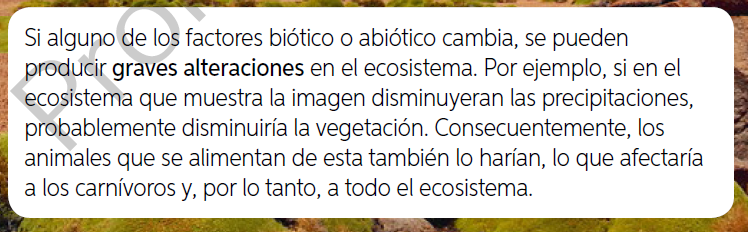 Si alguno de los factores biótico o abiótico cambia, se pueden
producir graves alteraciones en el ecosistema. Por ejemplo, si en el
ecosistema que muestra la imagen disminuyeran las precipitaciones,
probablemente disminuiría la vegetación. Consecuentemente, los
animales que se alimentan de esta también lo harían, lo que afectaría
a los carnívoros y, por lo tanto, a todo el ecosistema.